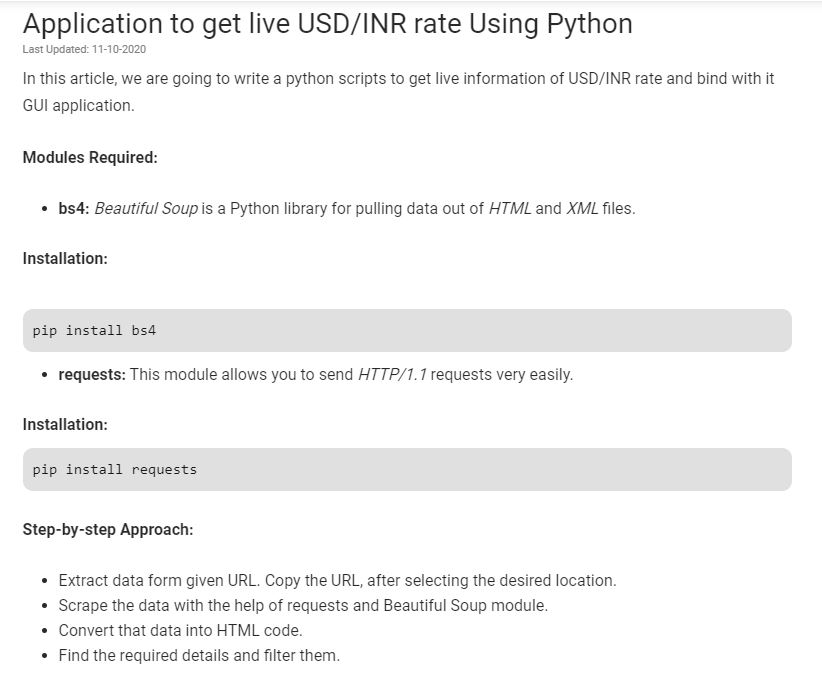 Application to get live USD/INR rate Using Python
Last Updated: 11-10-2020
In this article, we are going to write a python scripts to get live information of USD/INR rate and bind with it
GUI application.
Modules Required:
• bs4: Beautiful Soup is a Python library for pulling data out of HTML and XML files.
Installation:
pip install bs4
• requests: This module allows you to send HTTP/1.1 requests very easily.
Installation:
pip install requests
Step-by-step Approach:
• Extract data form given URL. Copy the URL, after selecting the desired location.
• Scrape the data with the help of requests and Beautiful Soup module.
• Convert that data into HTML code.
• Find the required details and filter them.